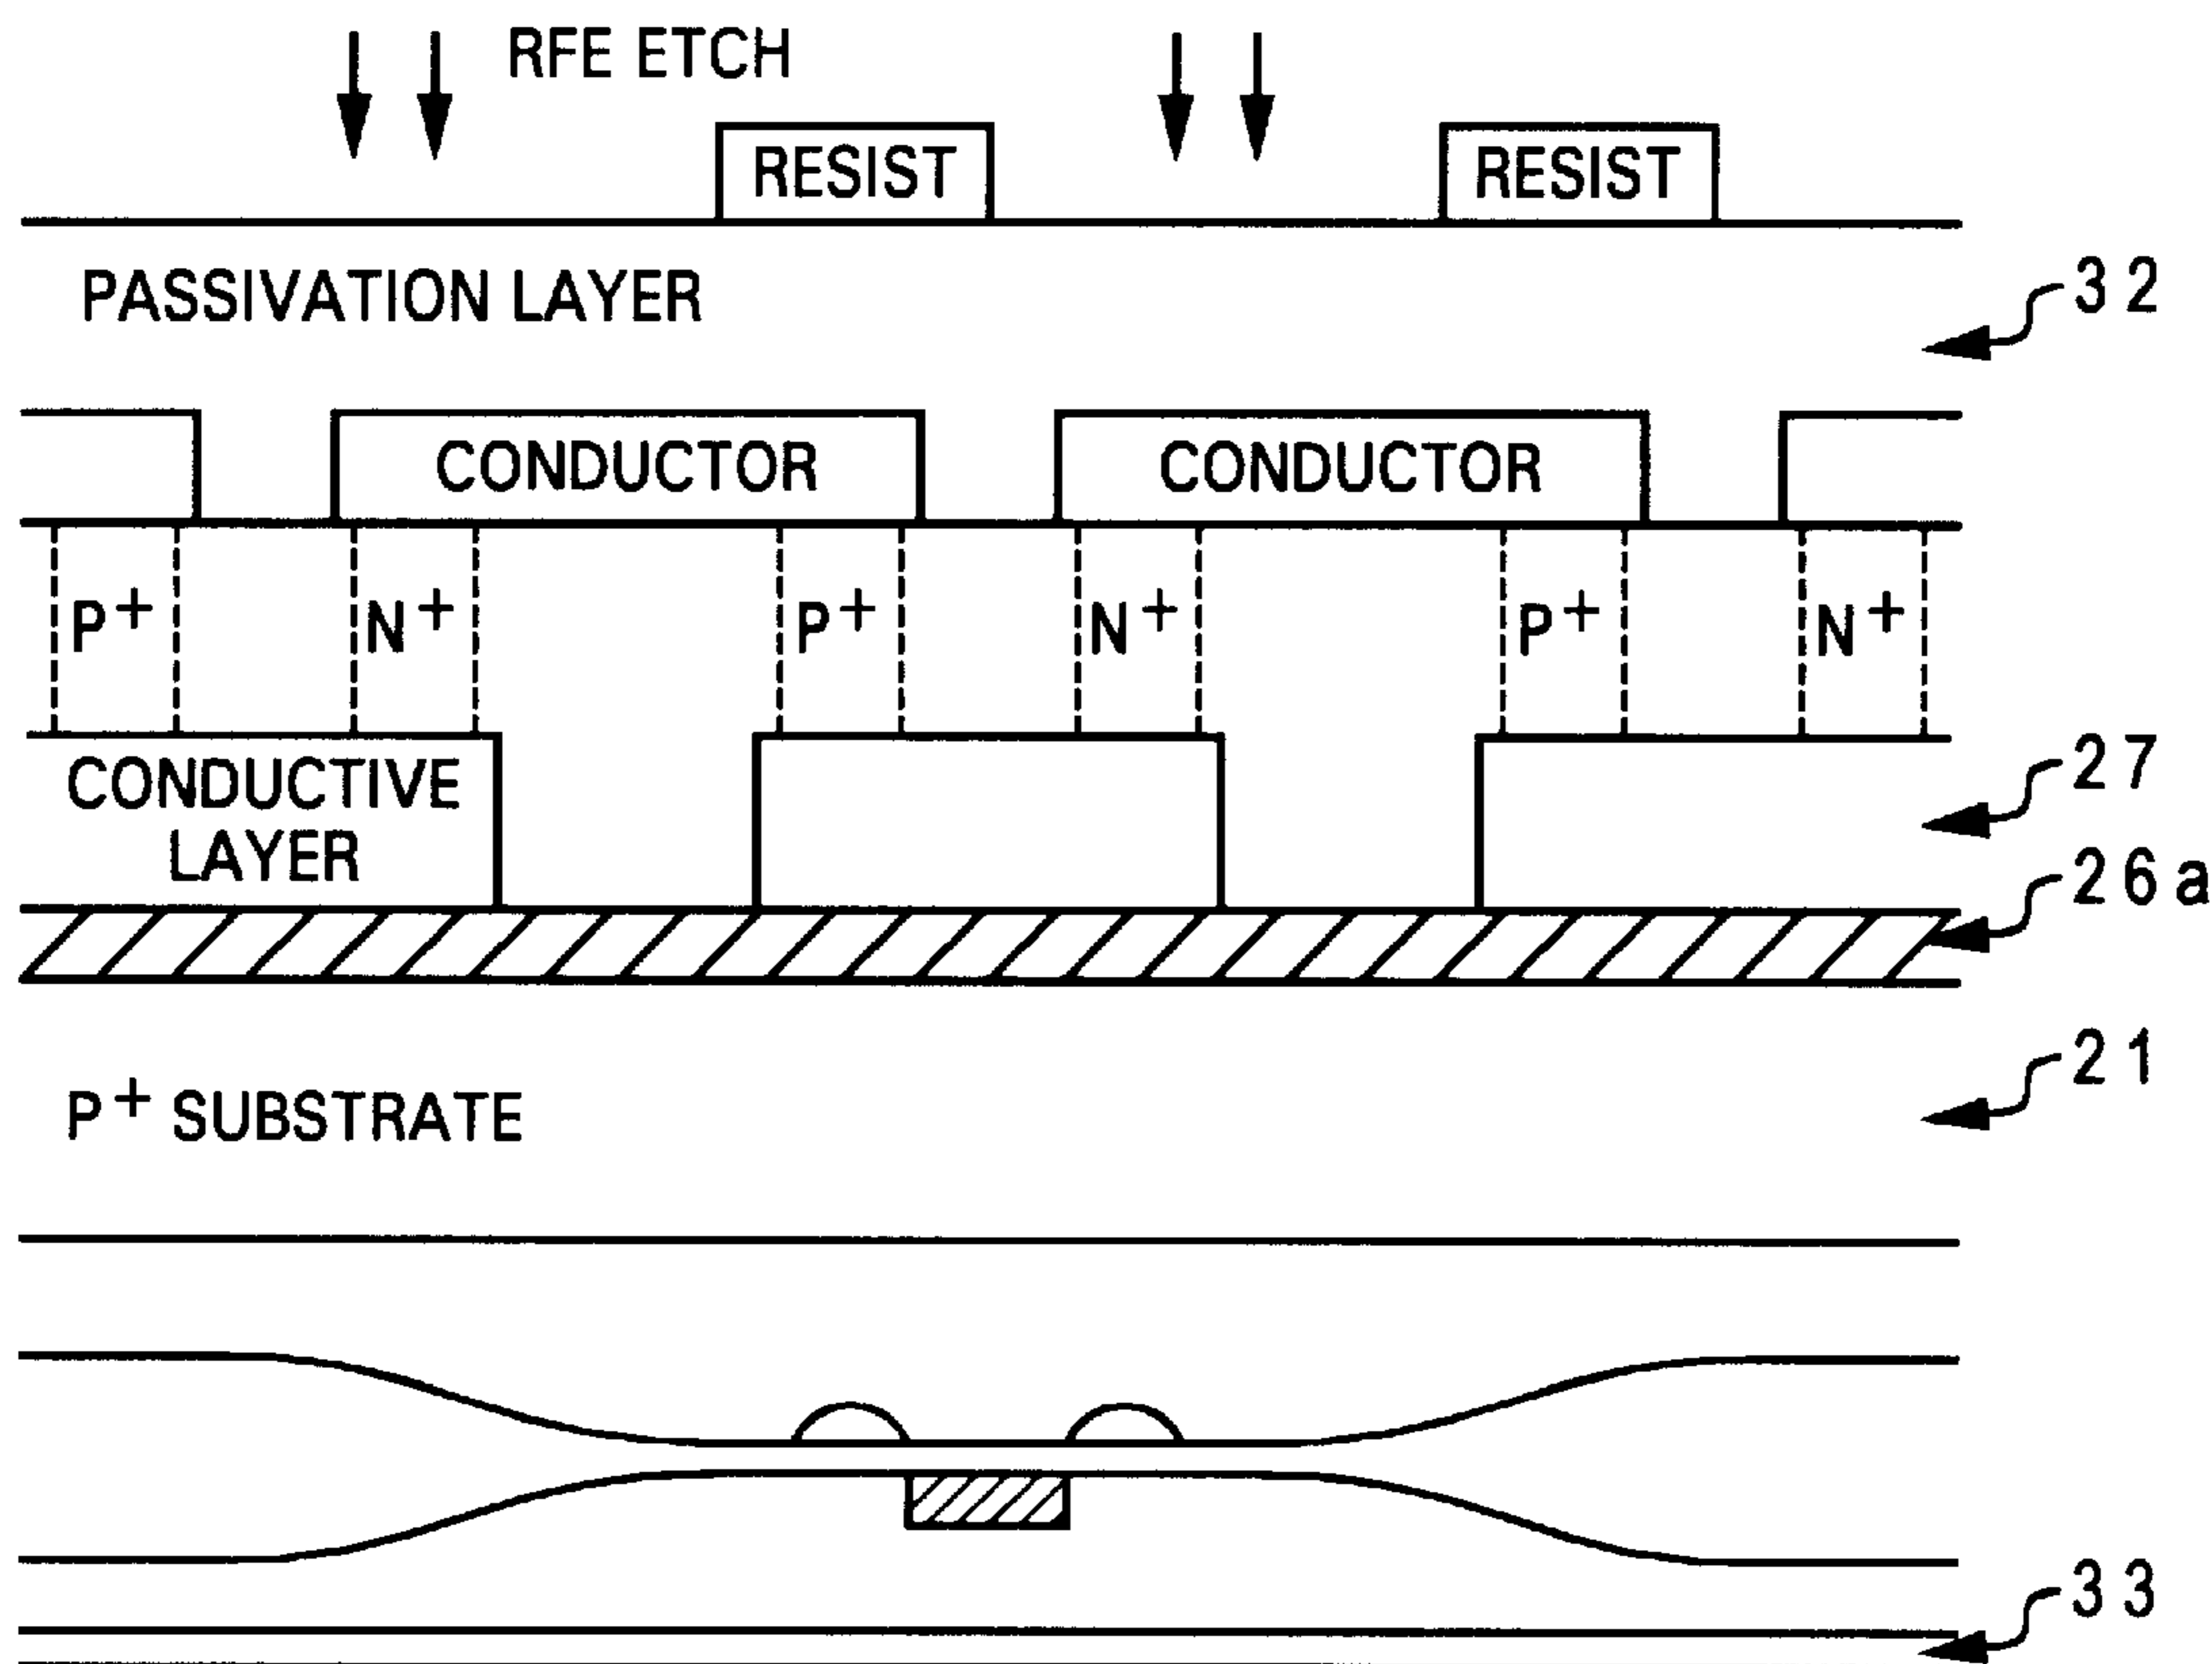 RFE ETCH
RESIST
RESIST
PASSIVATION LAYER
32
CONDUCTOR
CONDUCTOR
P+
N+
P+
N+
P+
N+
CONDUCTIVE
LAYER
27
26a
21
P+ SUBSTRATE
33